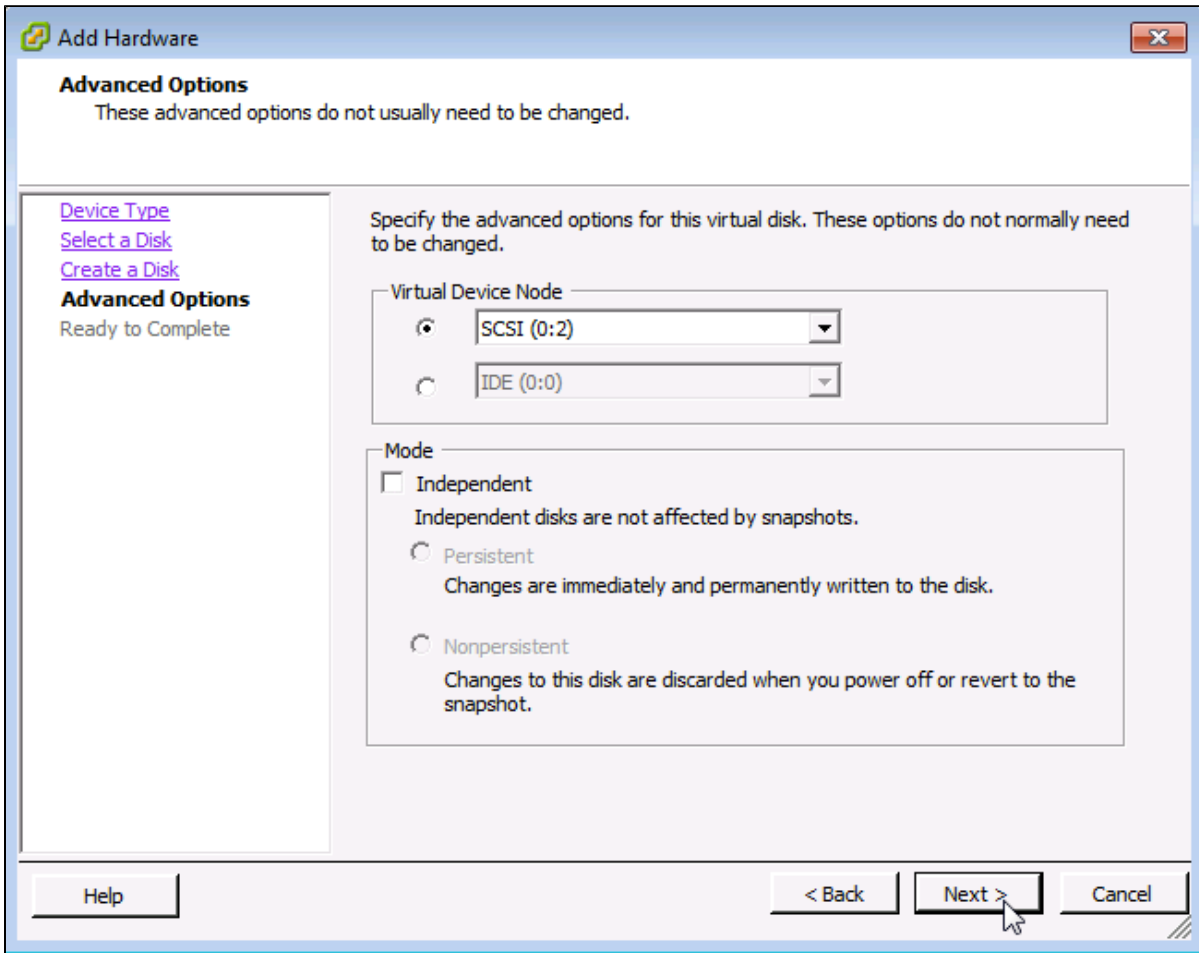 Add Hardware
Advanced Options
These advanced options do not usually need to be changed.
Device Type
Select a Disk
Create a Disk
Advanced Options
Ready to Complete
Specify the advanced options for this virtual disk. These options do not normally need
to be changed.
Virtual Device Node
SCSI (0:2)
IDE (0:0)
Mode
Independent
Independent disks are not affected by snapshots.
Persistent
Changes are immediately and permanently written to the disk.
Nonpersistent
Changes to this disk are discarded when you power off or revert to the
snapshot.
Help
< Back
Next >
Cancel